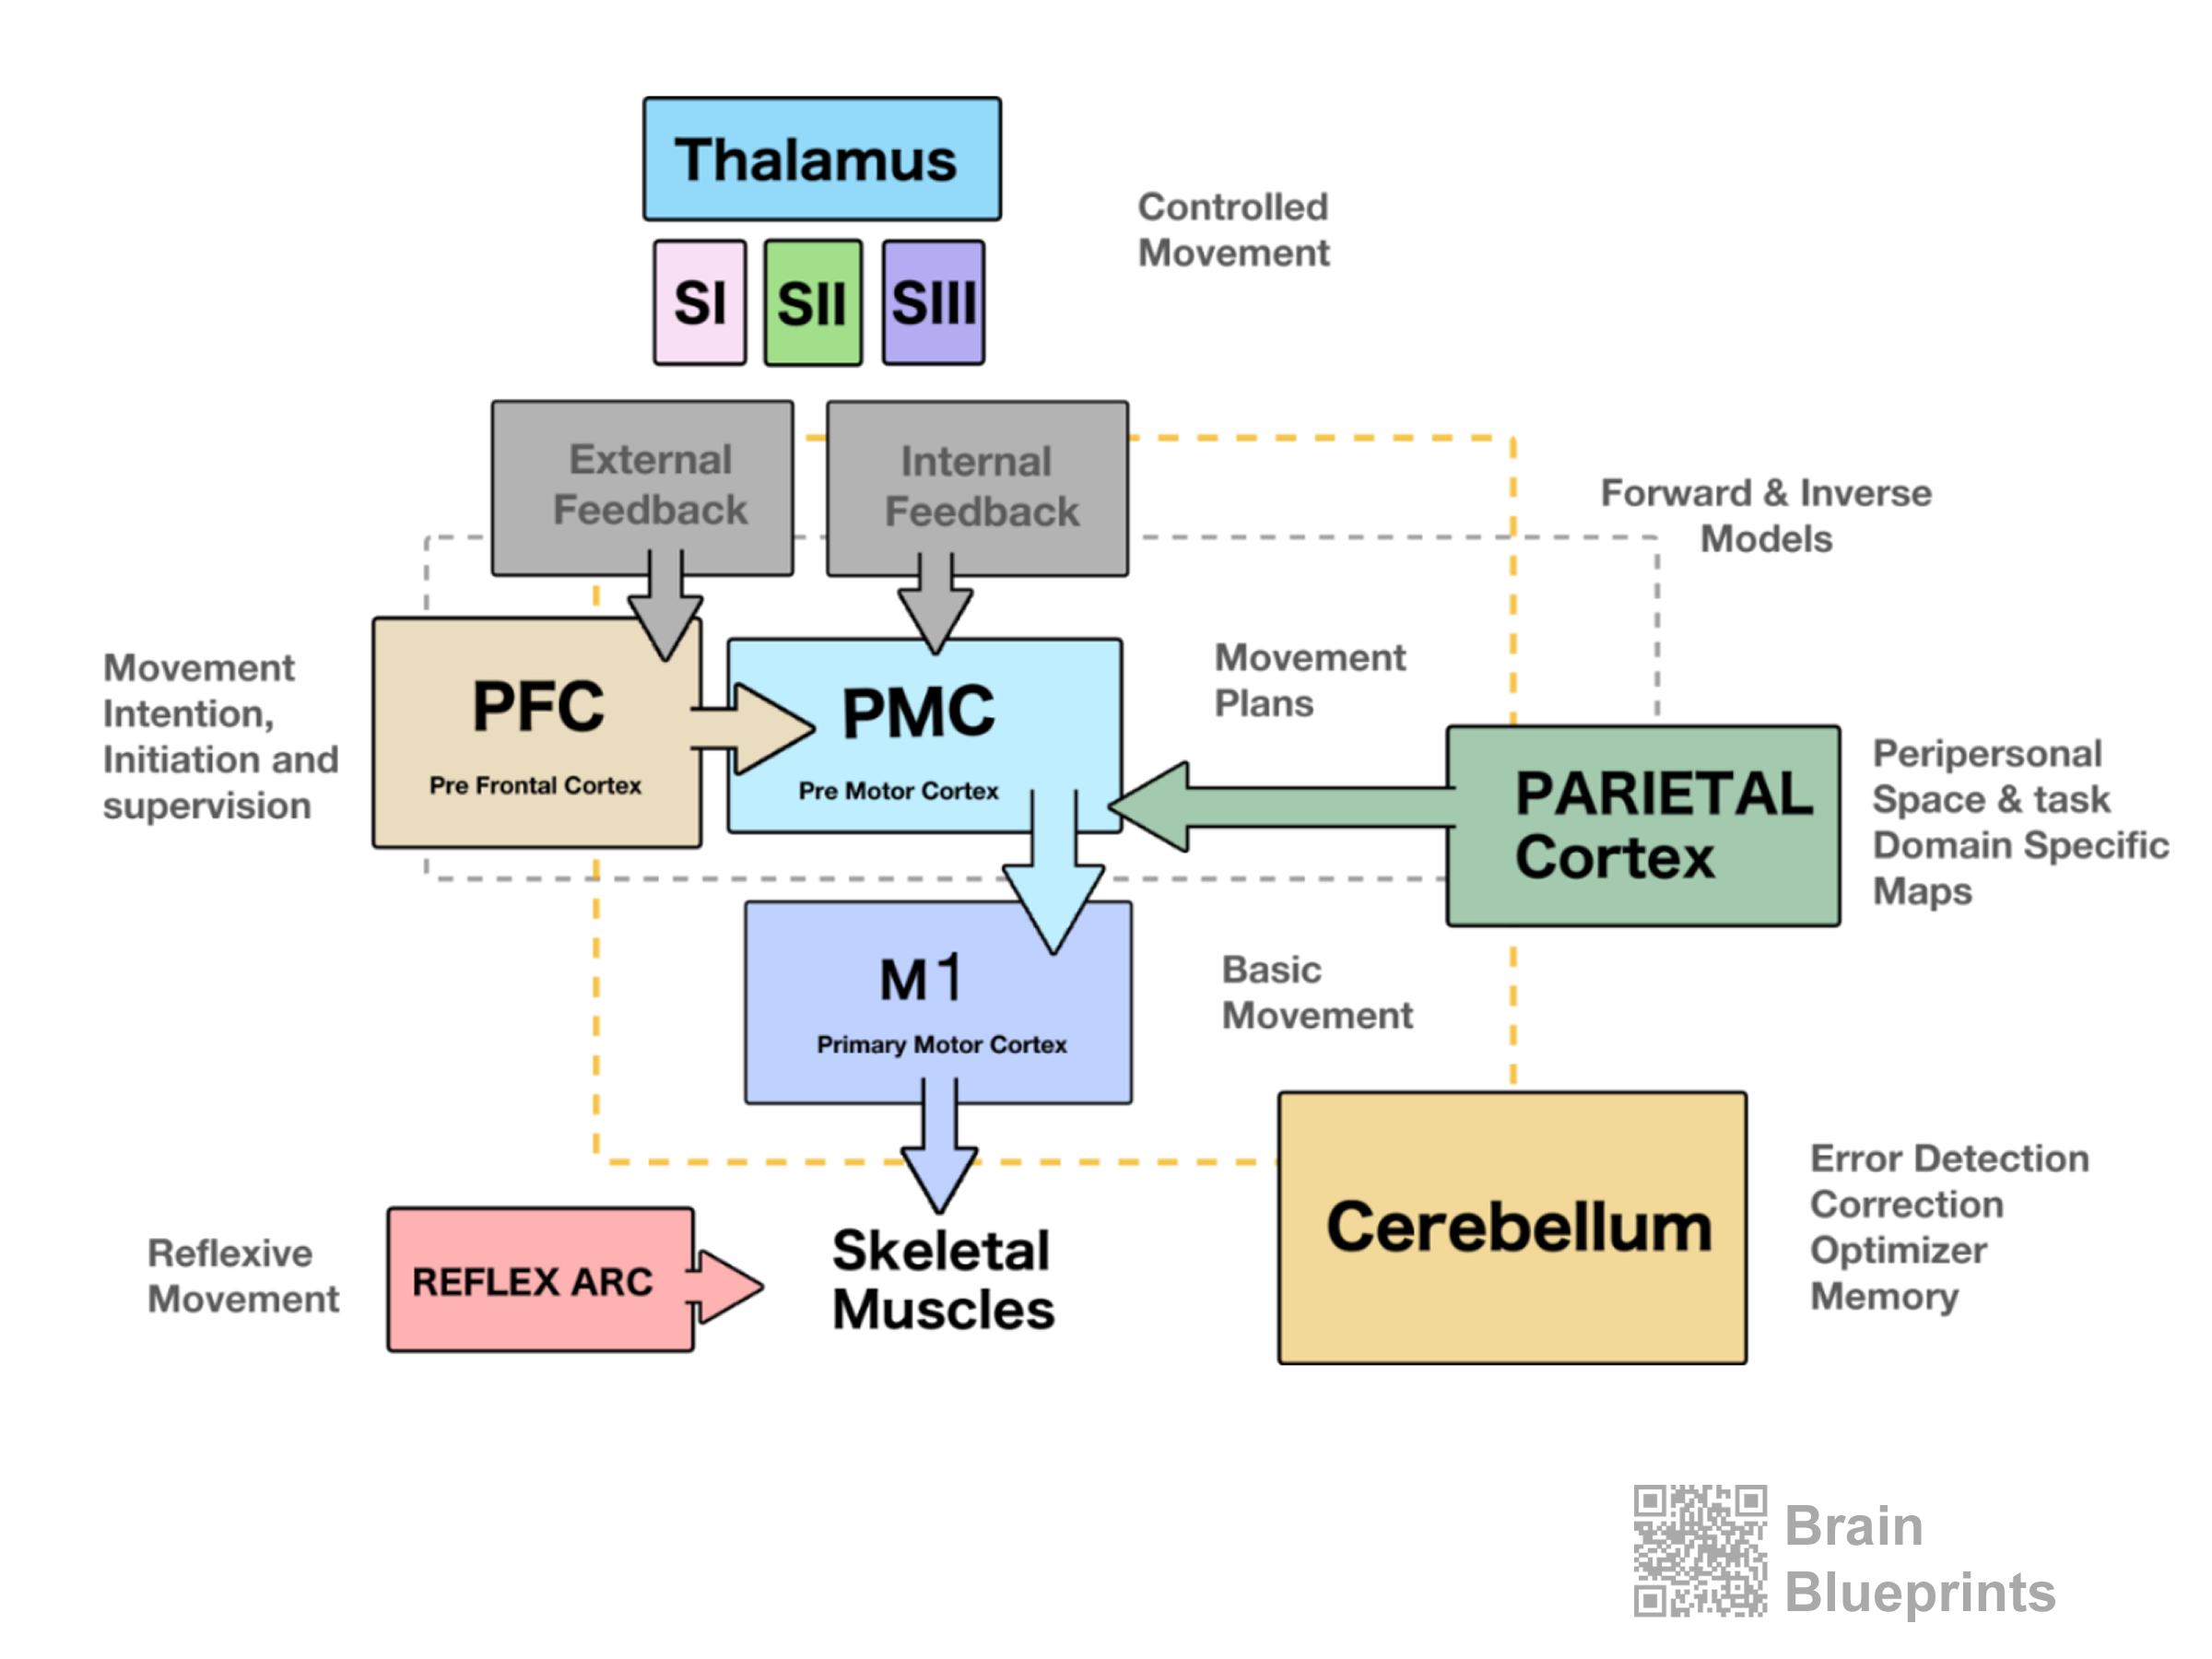 Thalamus
Controlled
Movement
SI
SII
SIII
External
Feedback
Internal
Feedback
Forward & Inverse
Models
Movement
Intention,
Initiation and
supervision
PFC
Pre Frontal Cortex
PMC
Pre Motor Cortex
Movement
Plans
PARIETAL
Cortex
Peripersonal
Space & task
Domain Specific
Maps
M1
Primary Motor Cortex
Basic
Movement
Reflexive
Movement
REFLEX ARC
Skeletal
Muscles
Cerebellum
Error Detection
Correction
Optimizer
Memory
Brain
Blueprints